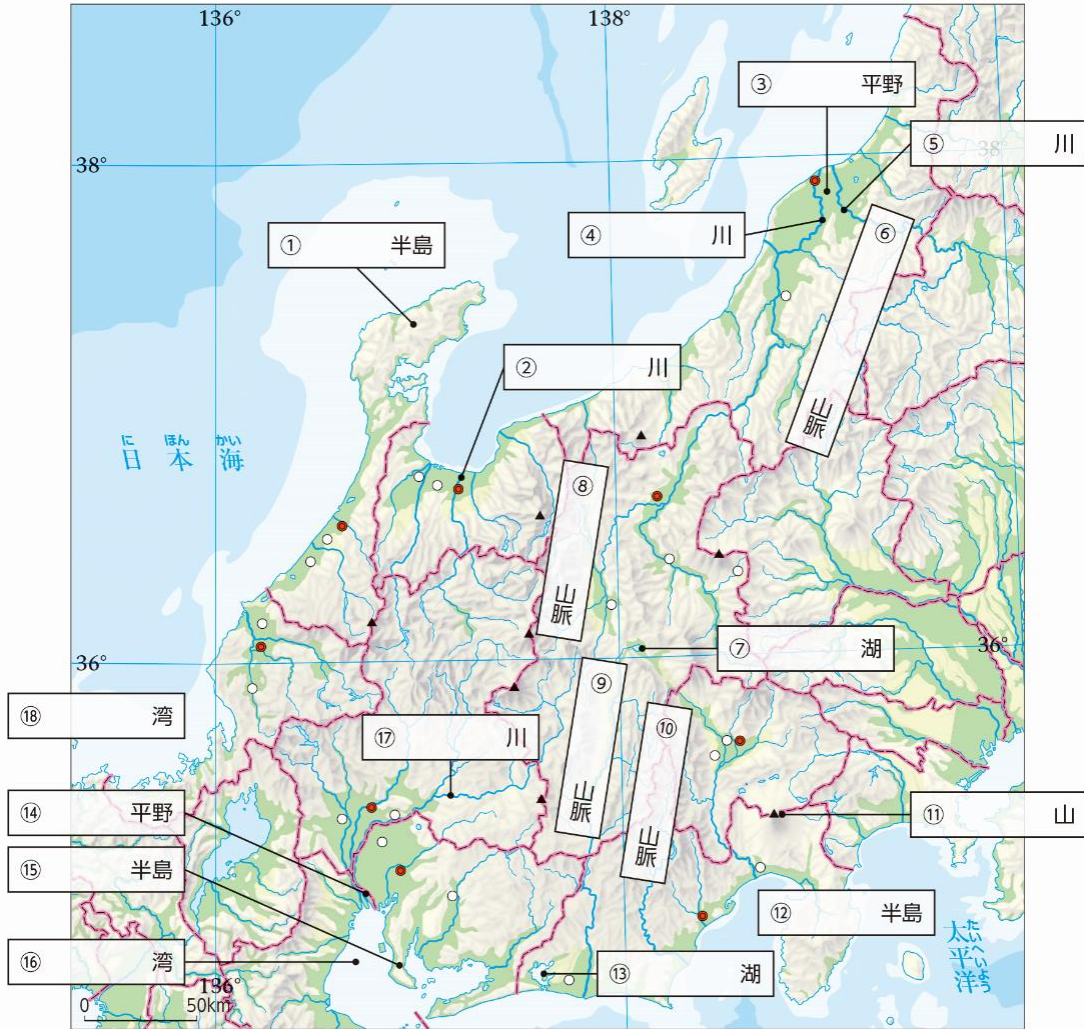 136°
138°
③ 平野
⑤ 川
38°
38°
④ 川
⑥ 山脈
① 半島
② 川
に ほん かい
日本海
⑧ 山脈
⑦ 湖
36°
36°
⑨ 山脈
⑩ 山脈
⑱ 湾
⑰ 川
⑭ 平野
⑪ 山
⑮ 半島
⑫ 半島
たいへいよう
太平洋
⑯ 湾
⑬ 湖
136°
0 50km